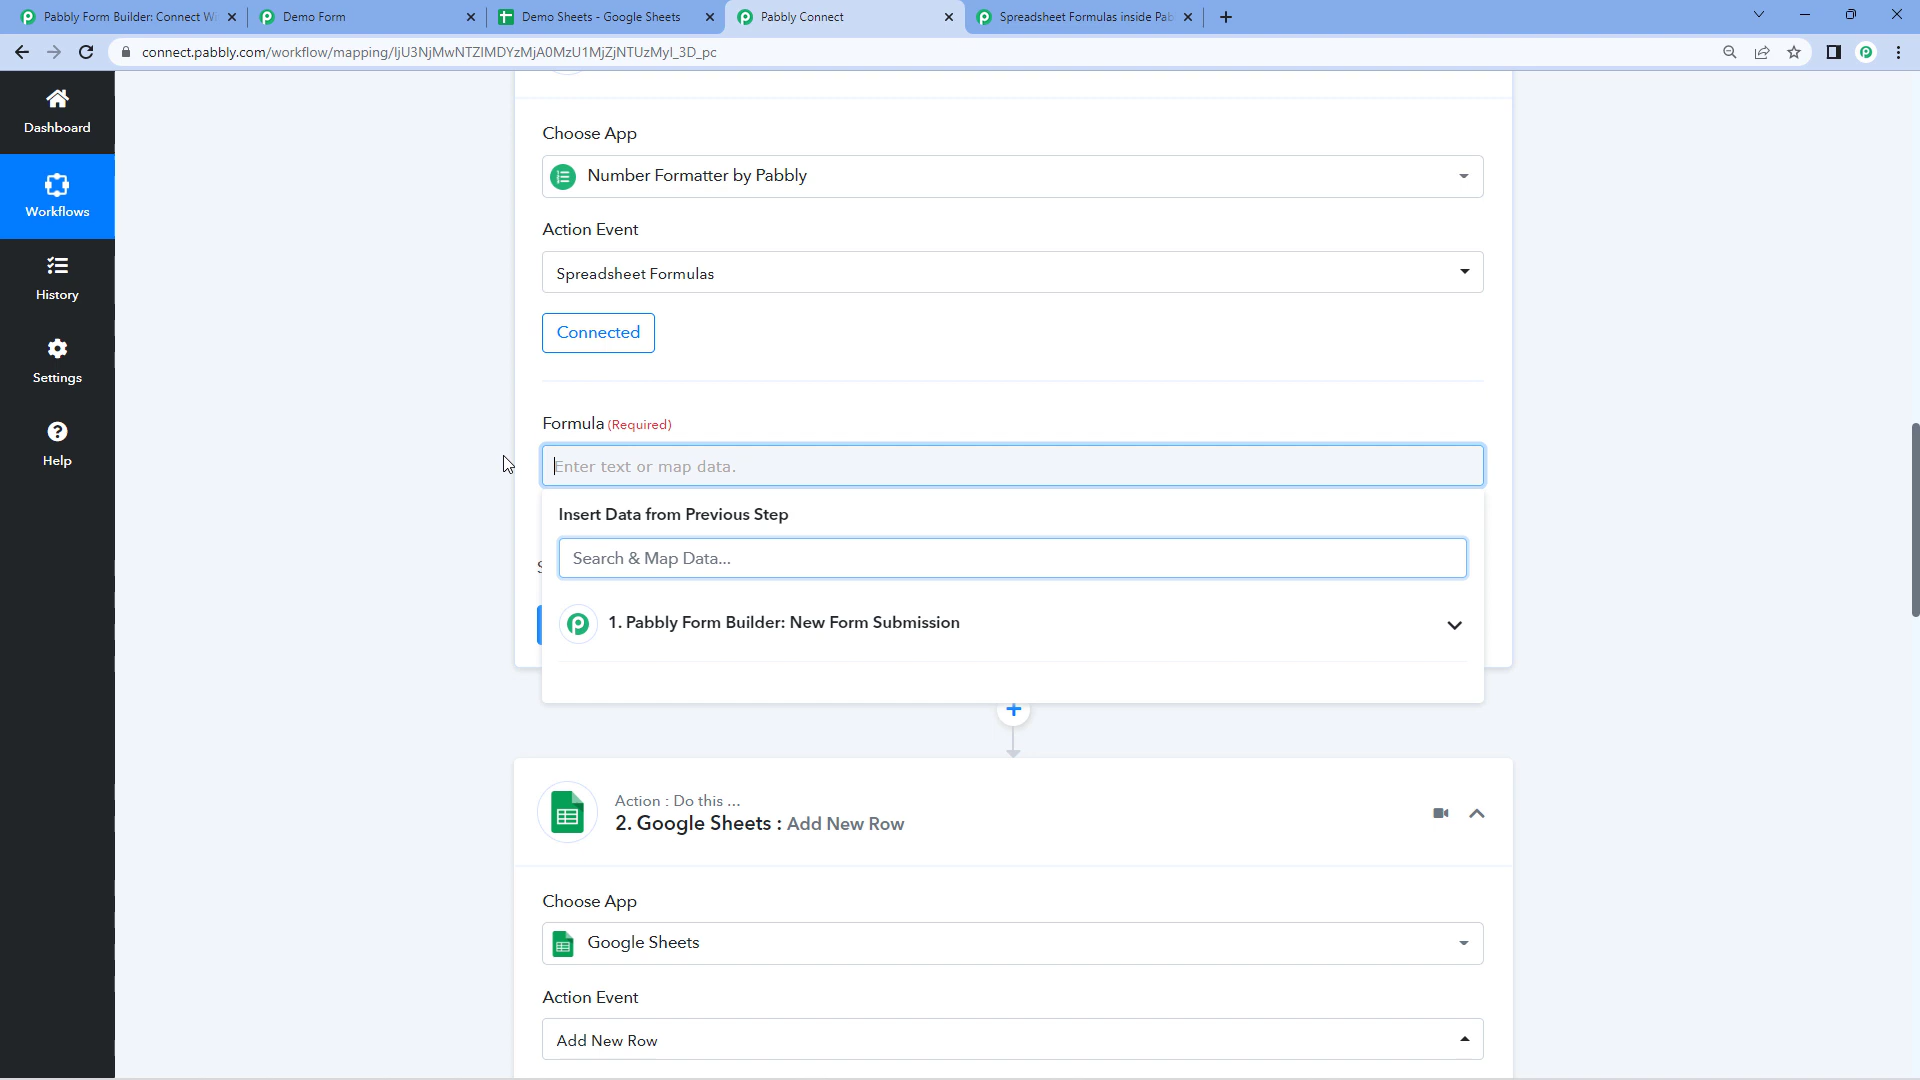 Pabbly Form Builder: Connect Wi
Demo Form
Demo Sheets - Google Sheets
Pabbly Connect
Spreadsheet Formulas inside Pab
connect.pabbly.com/workflow/mapping/IjU3NjMwNTZlMDYzMjA0MzU1MjZjNTUzMyI_3D_pc
Dashboard
Workflows
History
Settings
Help
Choose App
Number Formatter by Pabbly
Action Event
Spreadsheet Formulas
Connected
Formula (Required)
Enter text or map data.
Insert Data from Previous Step
Search & Map Data...
1. Pabbly Form Builder: New Form Submission
Action : Do this ...
2. Google Sheets : Add New Row
Choose App
Google Sheets
Action Event
Add New Row